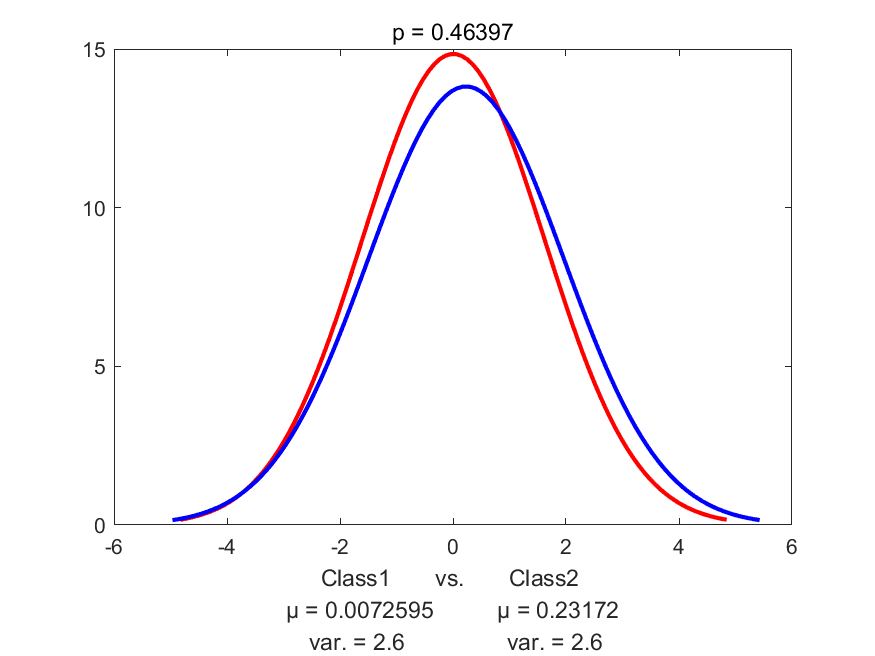 p = 0.46397
15
10
5
0
-6 -4 -2 0 2 4 6
Class1 vs. Class2
μ = 0.0072595 μ = 0.23172
var. = 2.6 var. = 2.6